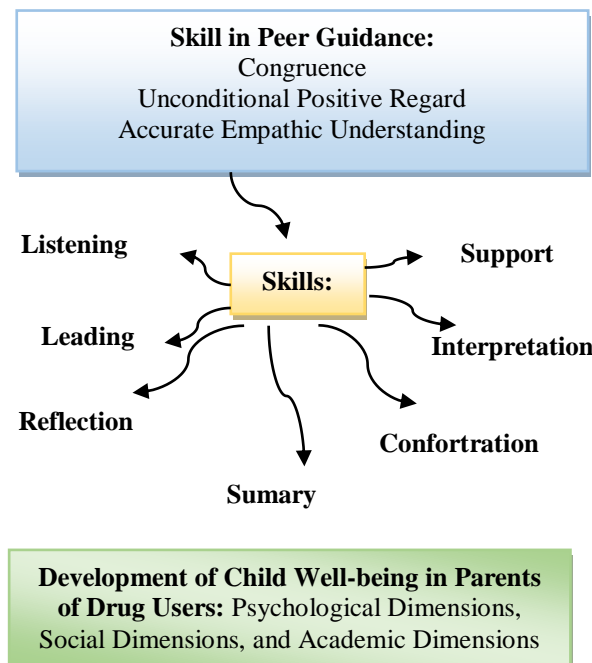 Skill in Peer Guidance:
Congruence
Unconditional Positive Regard
Accurate Empathic Understanding
Listening
Support
Skills:
Leading
Interpretation
Reflection
Confortration
Sumary
Development of Child Well-being in Parents
of Drug Users: Psychological Dimensions,
Social Dimensions, and Academic Dimensions